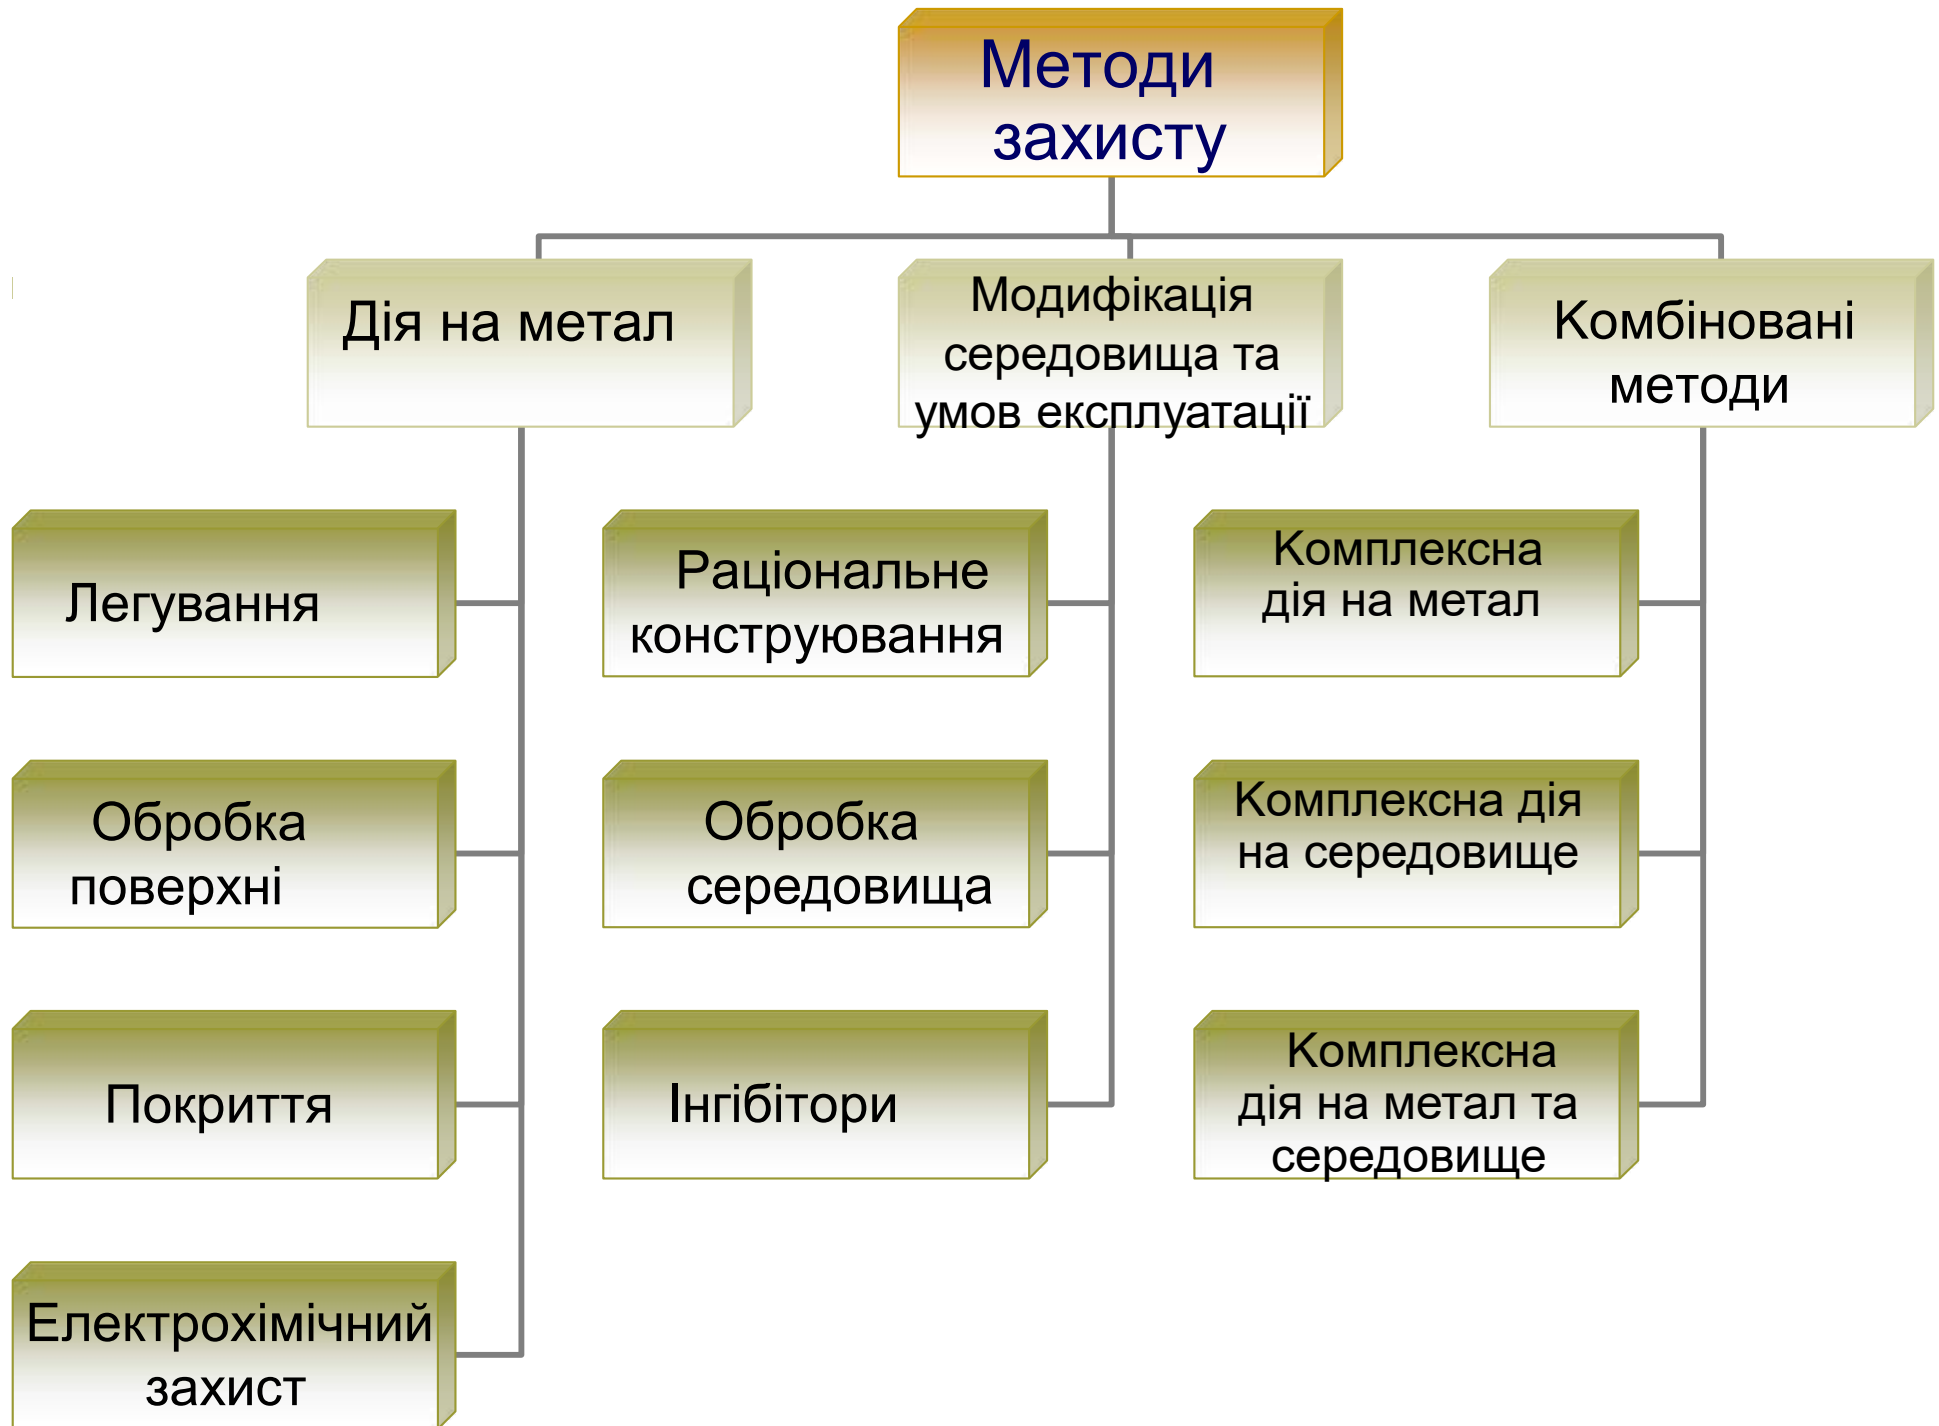 Методи
захисту
Дія на метал
Модифікація
середовища та
умов експлуатації
Комбіновані
методи
Легування
Раціональне
конструювання
Комплексна
дія на метал
Обробка
поверхні
Обробка
середовища
Комплексна дія
на середовище
Покриття
Інгібітори
Комплексна
дія на метал та
середовище
Електрохімічний
захист